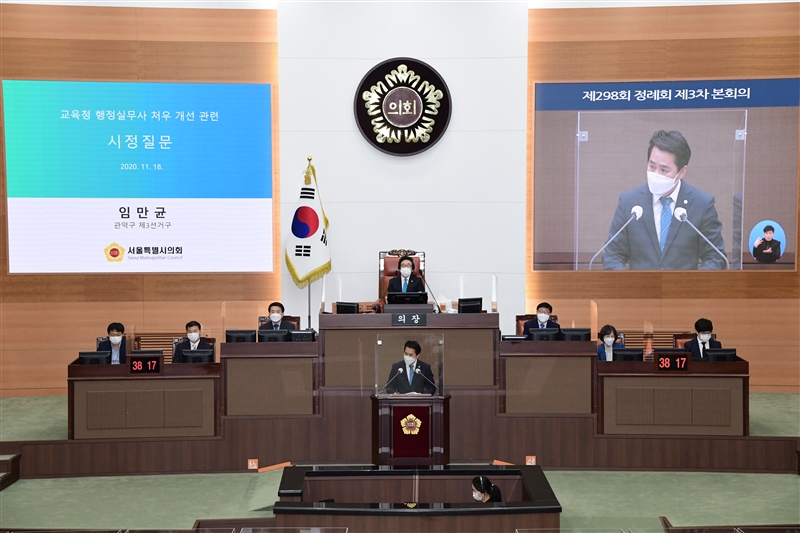 교육청 행정실무사 처우 개선 관련
시정질문
2020. 11. 18.
임만균
관악구 제3선거구
서울특별시의회
Seoul Metropolitan Council
의회
제298회 정례회 제3차 본회의
의 장
38 17
38 17